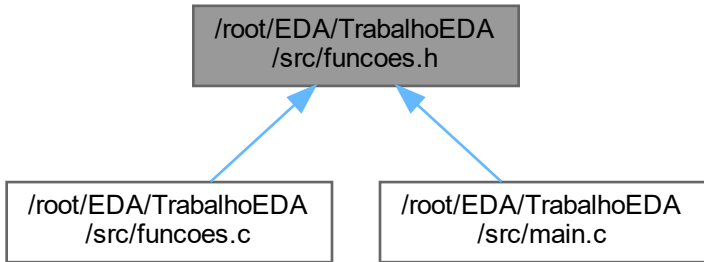 /root/EDA/TrabalhoEDA
/src/funcoes.h
/root/EDA/TrabalhoEDA
/src/funcoes.c
/root/EDA/TrabalhoEDA
/src/main.c